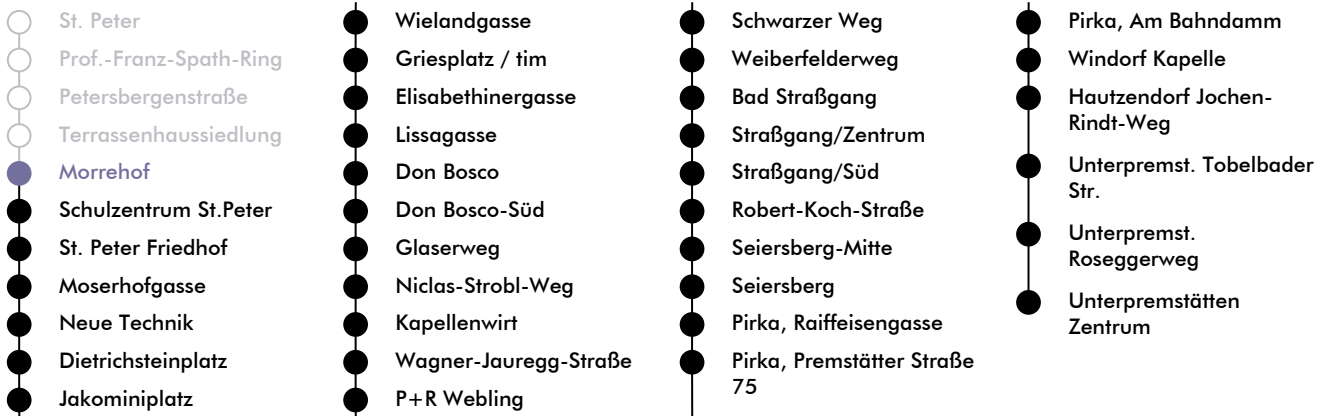 St. Peter
Prof.-Franz-Spath-Ring
Petersbergenstraße
Terrassenhaussiedlung
Morrehof
Schulzentrum St.Peter
St. Peter Friedhof
Moserhofgasse
Neue Technik
Dietrichsteinplatz
Jakominiplatz
Wielandgasse
Griesplatz / tim
Elisabethinergasse
Lissagasse
Don Bosco
Don Bosco-Süd
Glaserweg
Niclas-Strobl-Weg
Kapellenwirt
Wagner-Jauregg-Straße
P+R Webling
Schwarzer Weg
Weiberfelderweg
Bad Straßgang
Straßgang/Zentrum
Straßgang/Süd
Robert-Koch-Straße
Seiersberg-Mitte
Seiersberg
Pirka, Raiffeisengasse
Pirka, Premstätter Straße
75
Pirka, Am Bahndamm
Windorf Kapelle
Hautzendorf Jochen-
Rindt-Weg
Unterpremst. Tobelbader
Str.
Unterpremst.
Roseggerweg
Unterpremstätten
Zentrum